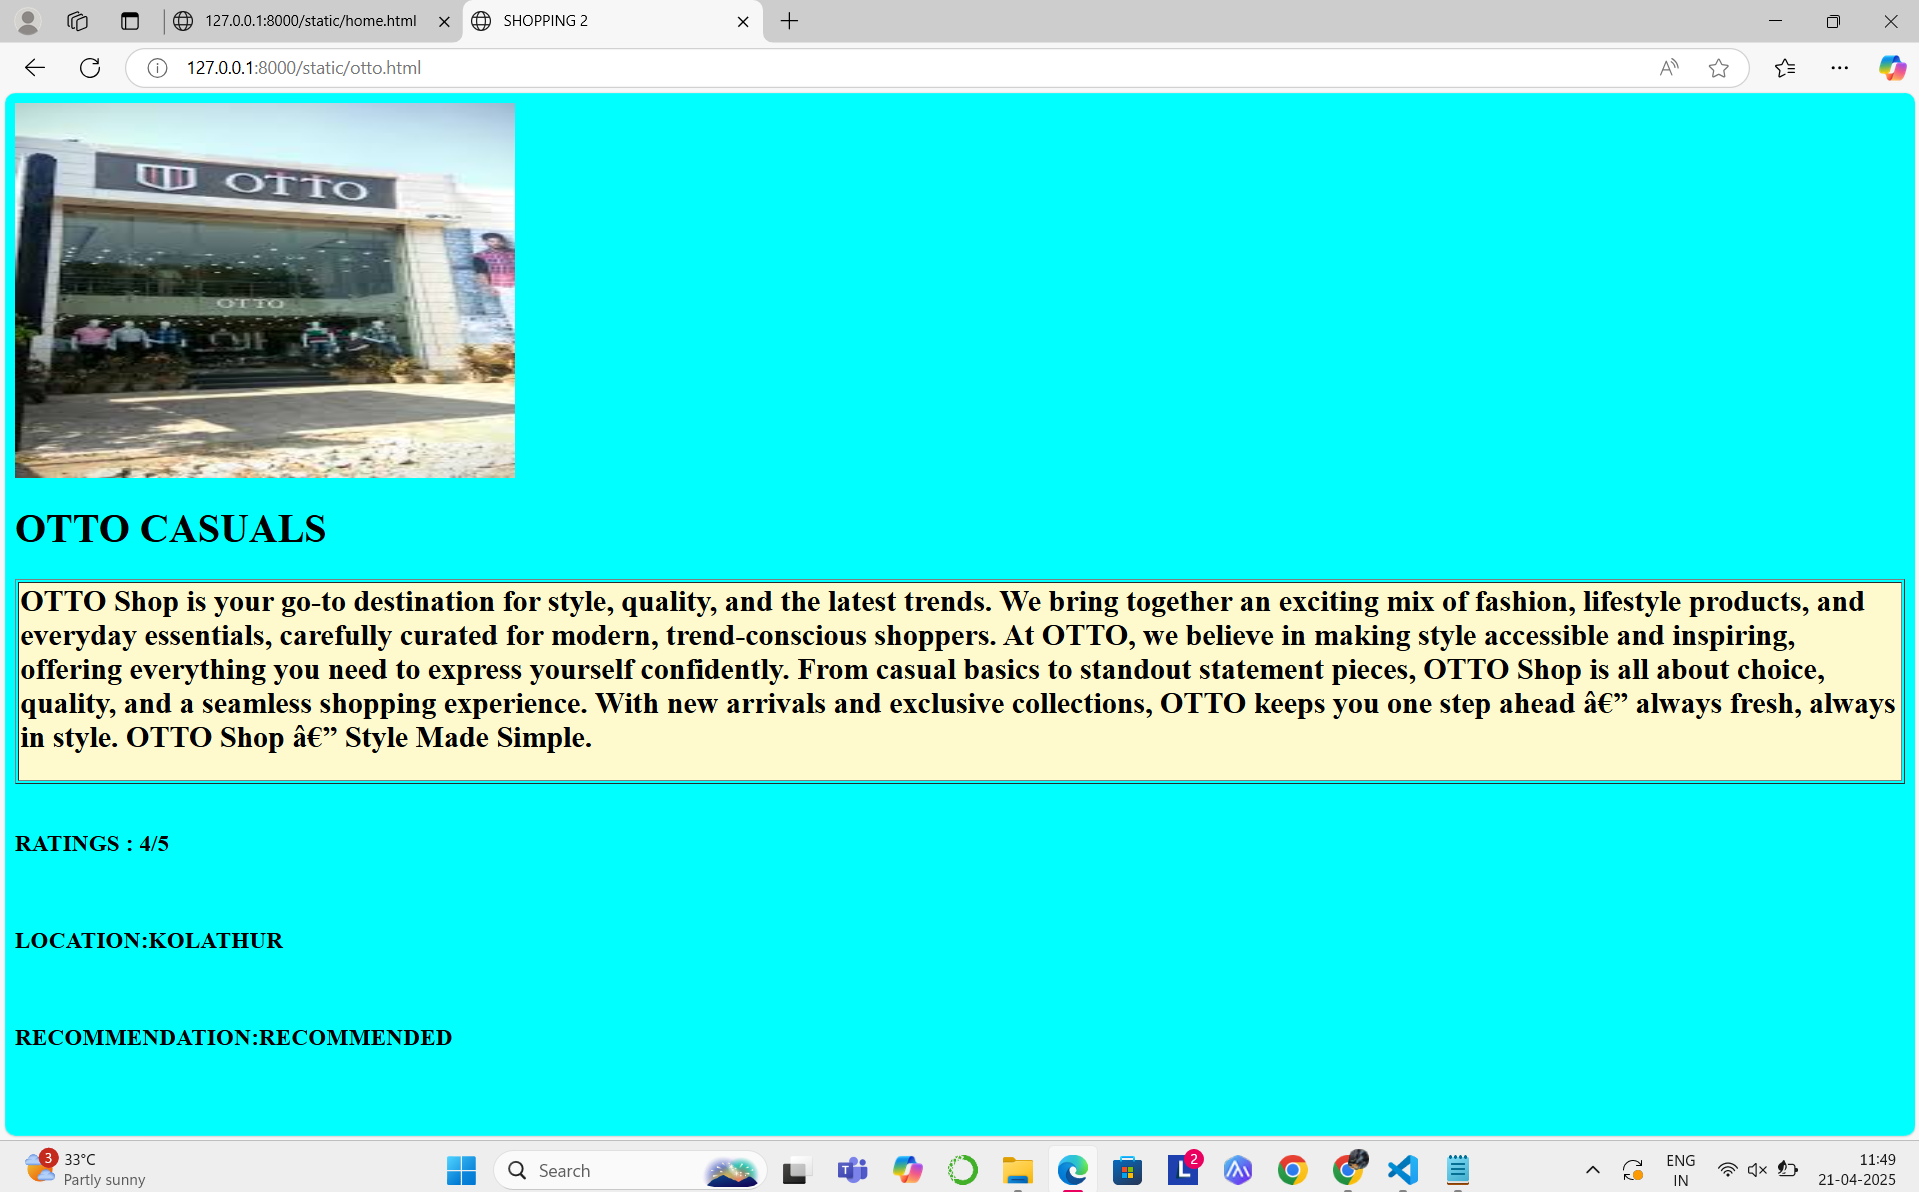 127.0.0.1:8000/static/home.html
SHOPPING 2
127.0.0.1:8000/static/otto.html
OTTO
OTTO
OTTO CASUALS
OTTO Shop is your go-to destination for style, quality, and the latest trends. We bring together an exciting mix of fashion, lifestyle products, and
everyday essentials, carefully curated for modern, trend-conscious shoppers. At OTTO, we believe in making style accessible and inspiring,
offering everything you need to express yourself confidently. From casual basics to standout statement pieces, OTTO Shop is all about choice,
quality, and a seamless shopping experience. With new arrivals and exclusive collections, OTTO keeps you one step ahead â€” always fresh, always
in style. OTTO Shop â€” Style Made Simple.
RATINGS : 4/5
LOCATION:KOLATHUR
RECOMMENDATION:RECOMMENDED
3
33°C
Partly sunny
Search
L 2
ENG
IN
11:49
21-04-2025